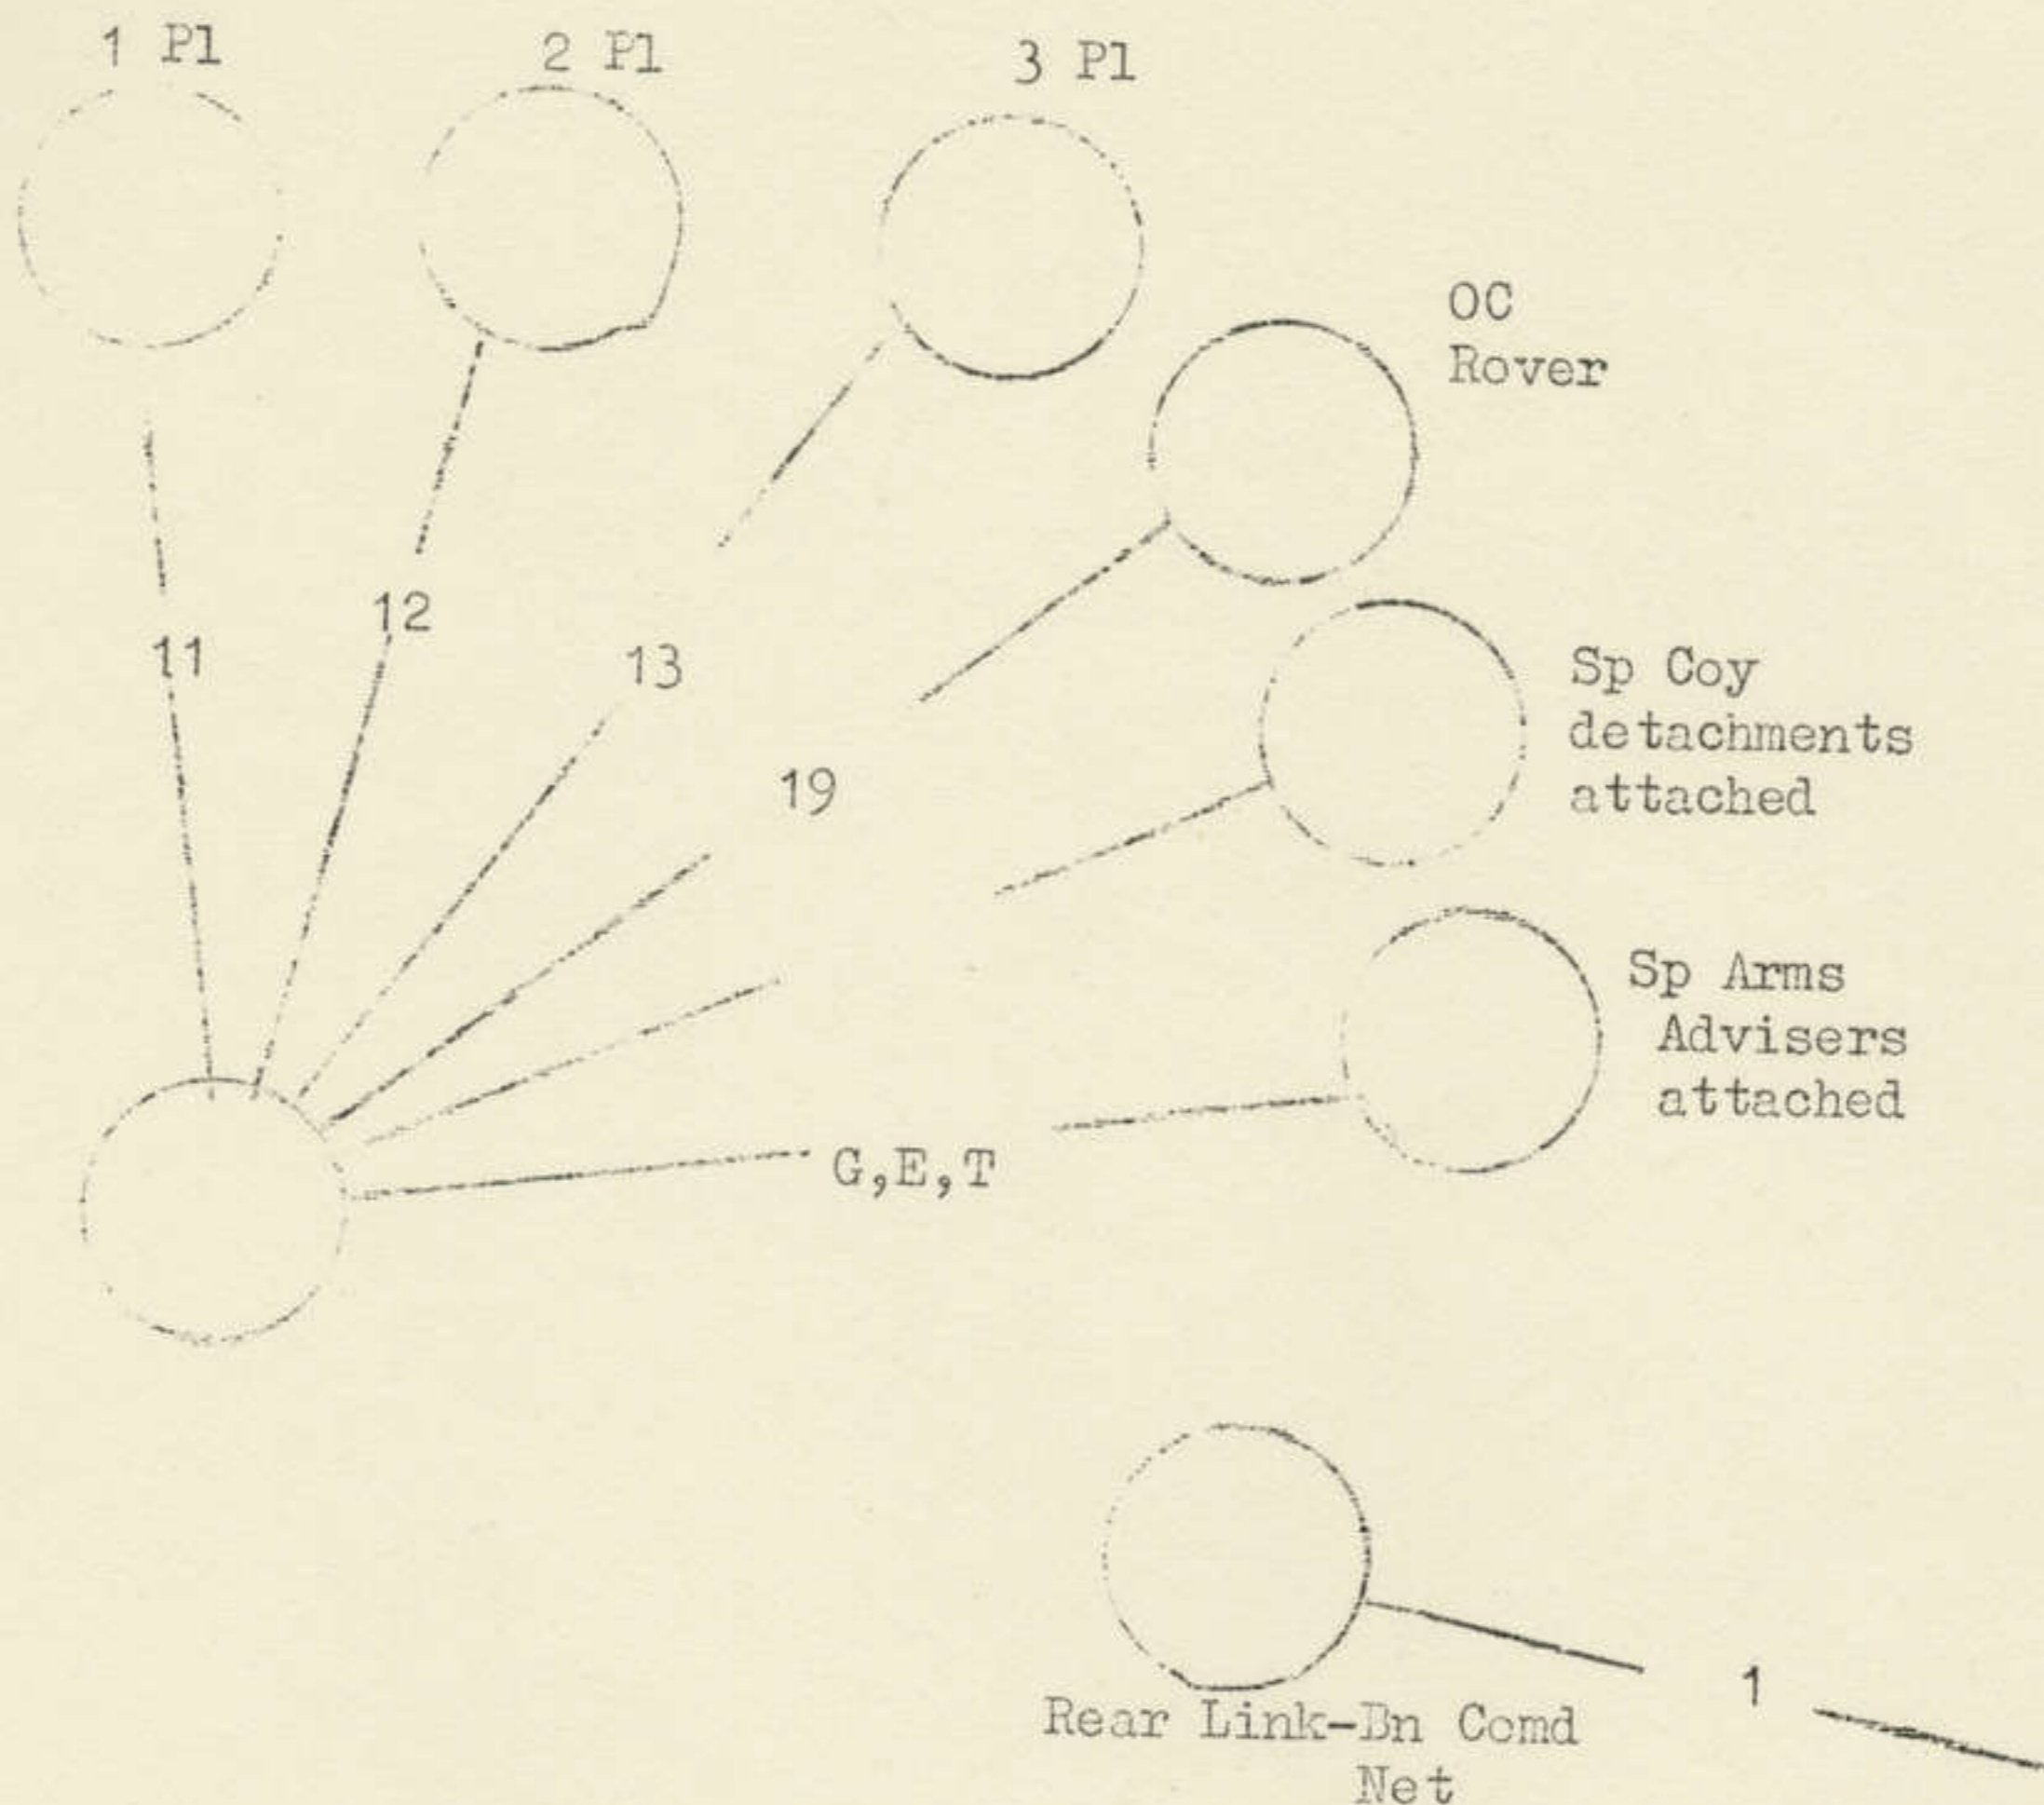 1 Pl
2 Pl
3 Pl
OC
Rover
11
12
13
19
Sp Coy
detachments
attached
Sp Arms
Advisers
attached
G,E,T
1
Rear Link-Bn Comd
Net